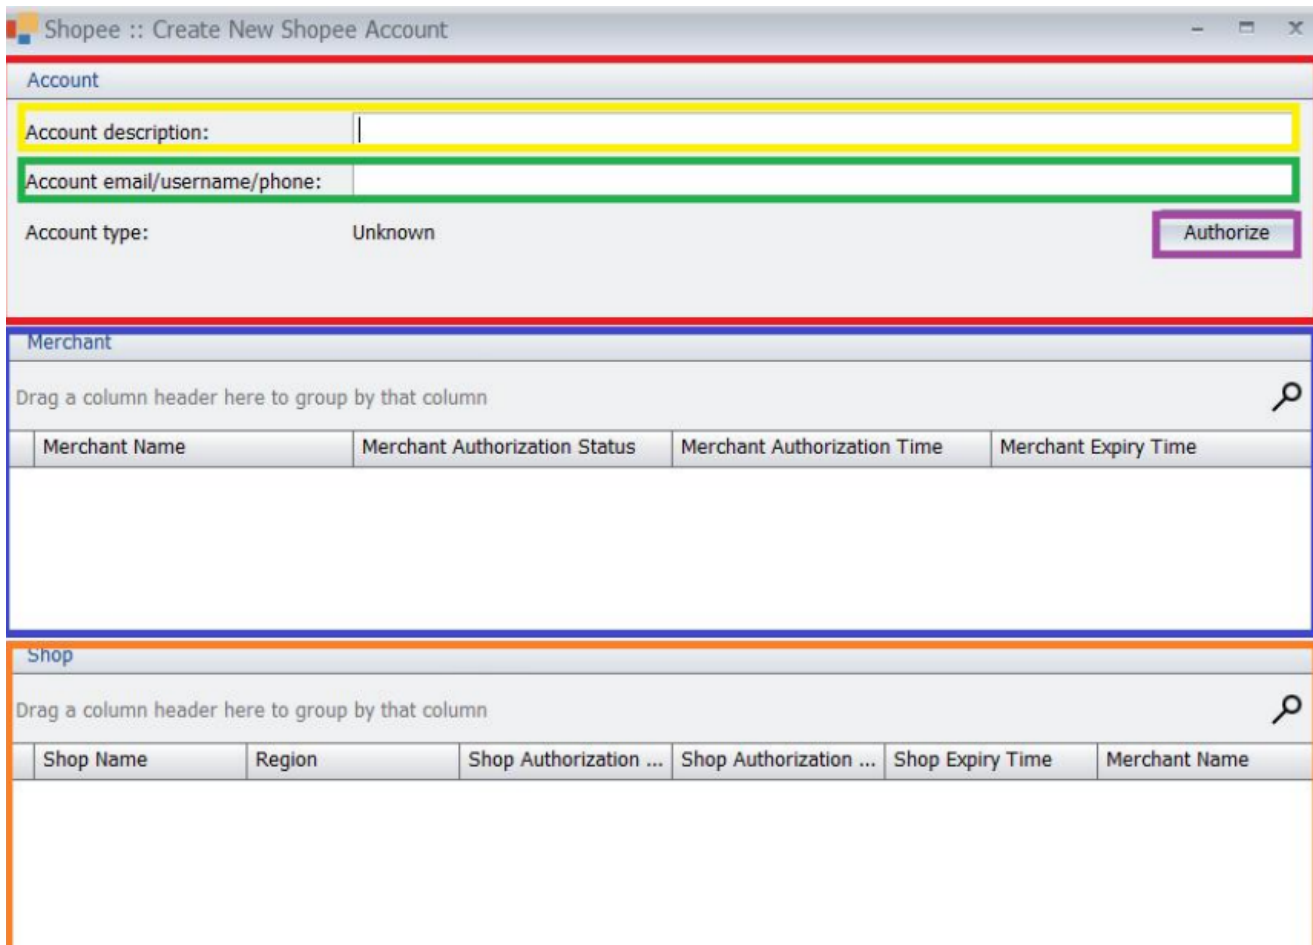 Shopee :: Create New Shopee Account
Account
Account description:
Account email/username/phone:
Account type: Unknown Authorize
Merchant
Drag a column header here to group by that column
Merchant Name Merchant Authorization Status Merchant Authorization Time Merchant Expiry Time
Shop
Drag a column header here to group by that column
Shop Name Region Shop Authorization ... Shop Authorization ... Shop Expiry Time Merchant Name